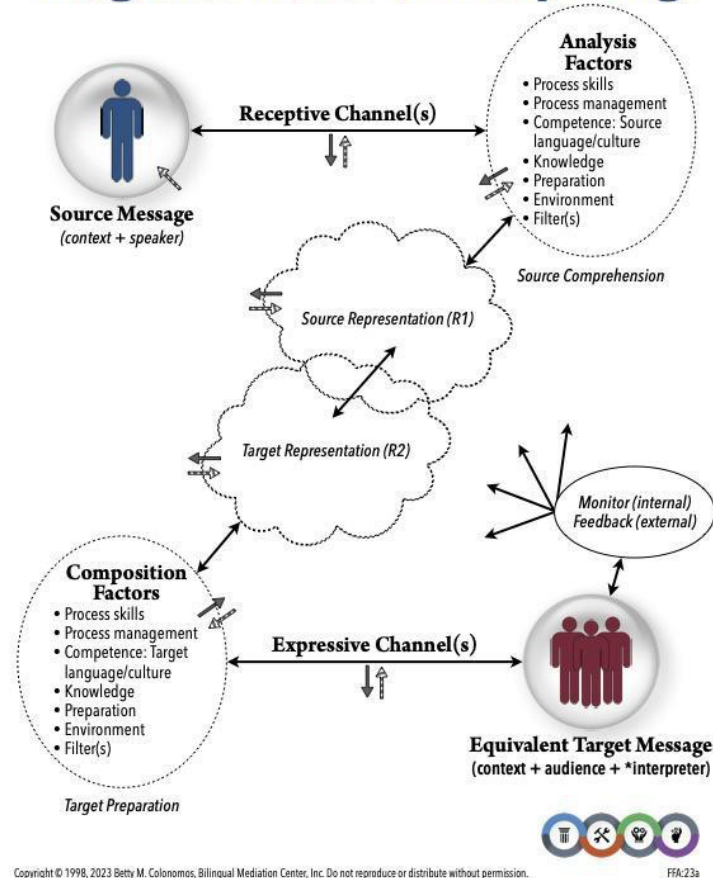 Analysis
Factors
• Process skills
• Process management
• Competence: Source
language/culture
• Knowledge
• Preparation
• Environment
• Filter(s)
Receptive Channel(s)
Source Message
(context + speaker)
Source Comprehension
Source Representation (R1)
Target Representation (R2)
Monitor (internal)
Feedback (external)
Composition
Factors
• Process skills
• Process management
• Competence: Target
language/culture
• Knowledge
• Preparation
• Environment
• Filter(s)
Expressive Channel(s)
Equivalent Target Message
(context + audience + *interpreter)
Target Preparation
Copyright © 1998, 2023 Betty M. Colonomos, Bilingual Mediation Center, Inc. Do not reproduce or distribute without permission.
FFA:23a